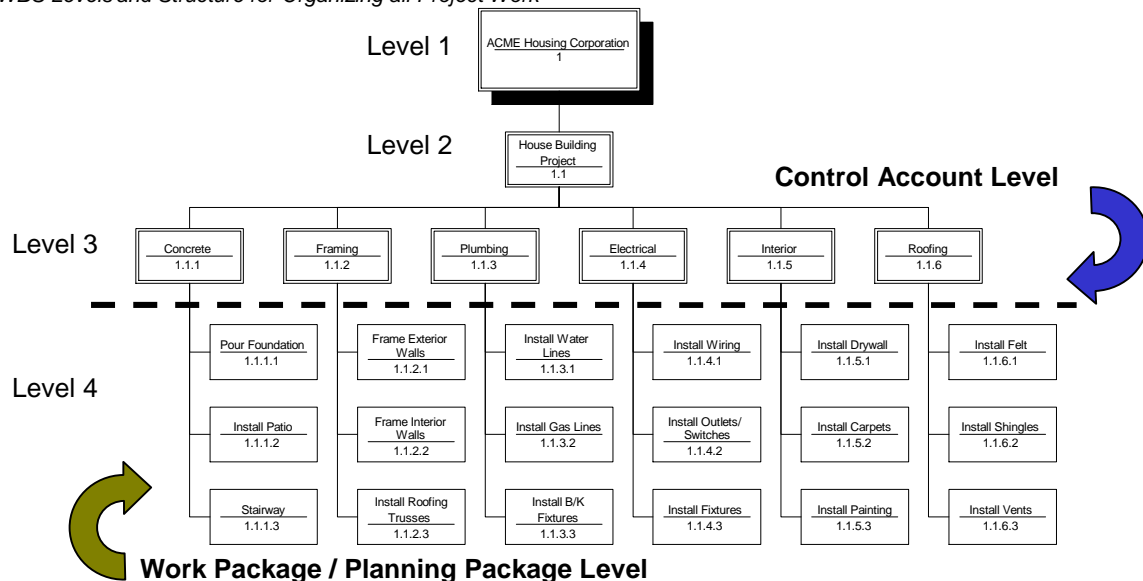 WBS Levels and Structure for Organizing all Project Work
Level 1
ACME Housing Corporation
1
Level 2
House Building
Project
1.1
Control Account Level
Level 3
Concrete
1.1.1
Framing
1.1.2
Plumbing
1.1.3
Electrical
1.1.4
Interior
1.1.5
Roofing
1.1.6
Level 4
Pour Foundation
1.1.1.1
Frame Exterior
Walls
1.1.2.1
Install Water
Lines
1.1.3.1
Install Wiring
1.1.4.1
Install Drywall
1.1.5.1
Install Felt
1.1.6.1
Install Patio
1.1.1.2
Frame Interior
Walls
1.1.2.2
Install Gas Lines
1.1.3.2
Install Outlets/
Switches
1.1.4.2
Install Carpets
1.1.5.2
Install Shingles
1.1.6.2
Stairway
1.1.1.3
Install Roofing
Trusses
1.1.2.3
Install B/K
Fixtures
1.1.3.3
Install Fixtures
1.1.4.3
Install Painting
1.1.5.3
Install Vents
1.1.6.3
Work Package / Planning Package Level